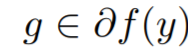 g ∈ ∂f(y)